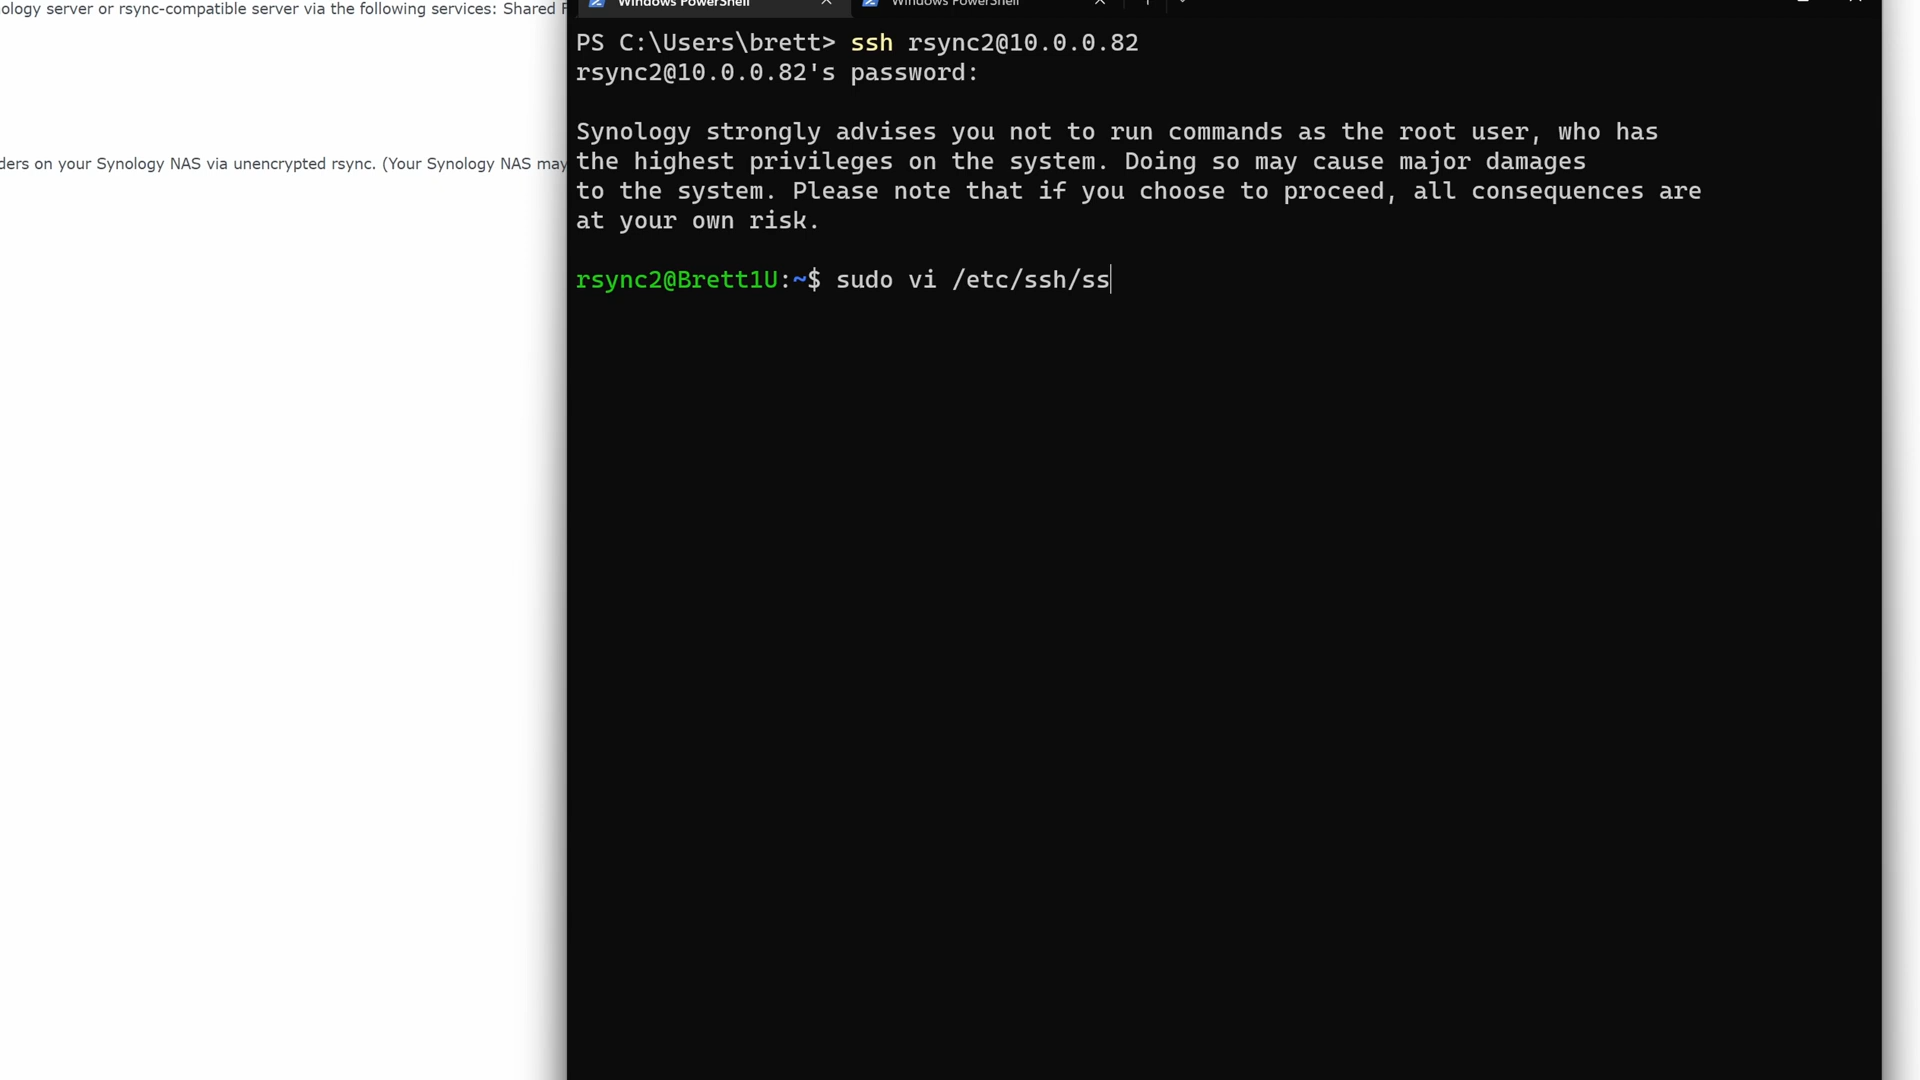 ology server or rsync-compatible server via the following services: Shared F
ders on your Synology NAS via unencrypted rsync. (Your Synology NAS may
Windows PowerShell
Windows PowerShell
PS C:\Users\brett> ssh rsync2@10.0.0.82
rsync2@10.0.0.82's password:
Synology strongly advises you not to run commands as the root user, who has
the highest privileges on the system. Doing so may cause major damages
to the system. Please note that if you choose to proceed, all consequences are
at your own risk.
rsync2@Brett1U:~$ sudo vi /etc/ssh/ss